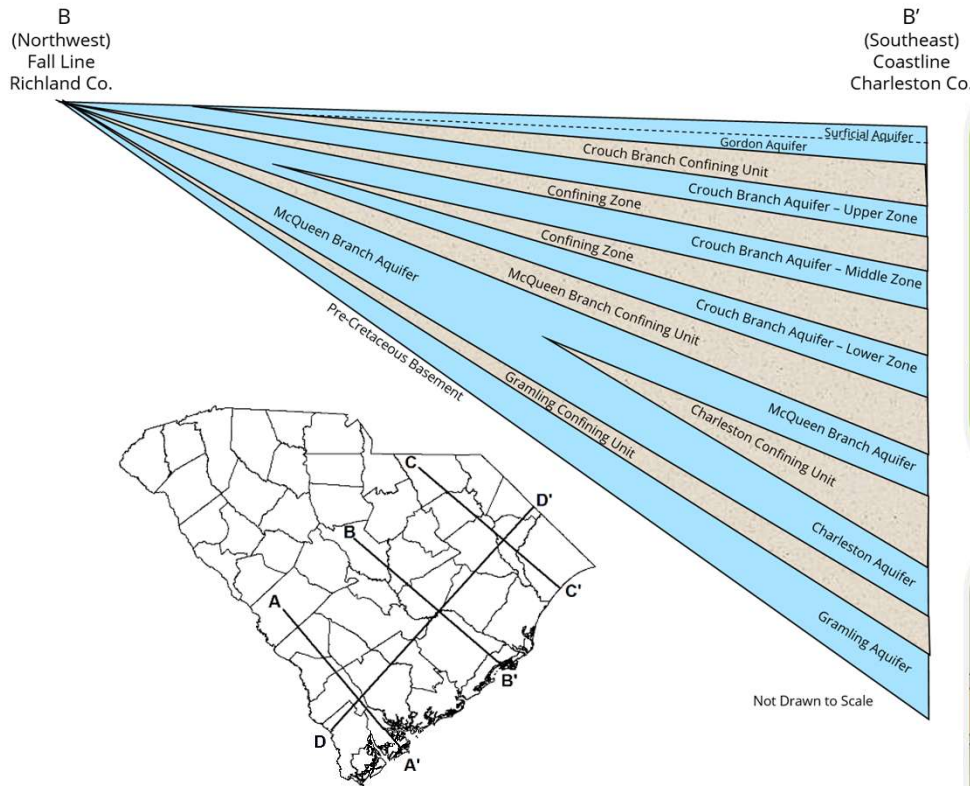 B
(Northwest)
Fall Line
Richland Co.
B’
(Southeast)
Coastline
Charleston Co.
Surficial Aquifer
Gordon Aquifer
Crouch Branch Confining Unit
Crouch Branch Aquifer – Upper Zone
Confining Zone
Crouch Branch Aquifer – Middle Zone
Confining Zone
Crouch Branch Aquifer – Lower Zone
McQueen Branch Aquifer
McQueen Branch Confining Unit
McQueen Branch Aquifer
Charleston Confining Unit
Charleston Aquifer
Gramling Confining Unit
Gramling Aquifer
Pre-Cretaceous Basement
Not Drawn to Scale
C
D'
B
A
C'
B'
D
A'